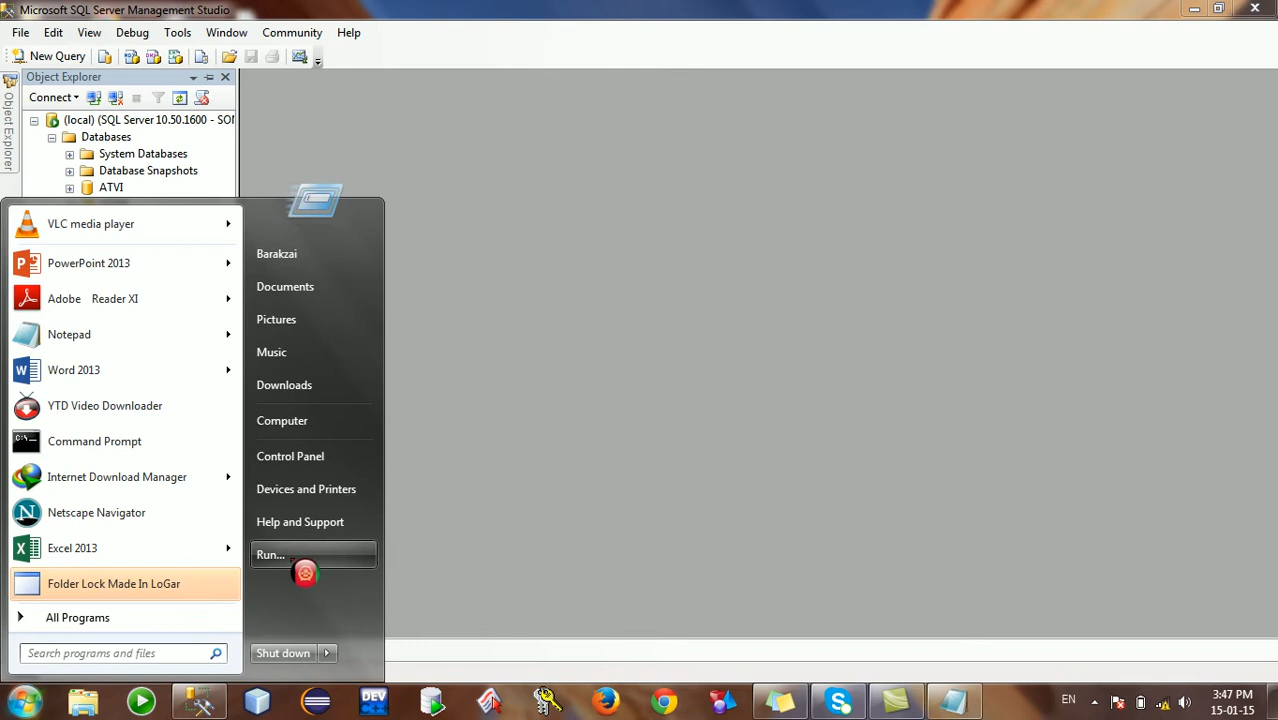 Microsoft SQL Server Management Studio
File Edit View Debug Tools Window Community Help
New Query
Object Explorer
Connect
Object Explorer
(local) (SQL Server 10.50.1600 - SON
Databases
System Databases
Database Snapshots
ATVI
VLC media player
PowerPoint 2013
Adobe Reader XI
Notepad
Word 2013
YTD Video Downloader
Command Prompt
Internet Download Manager
Netscape Navigator
Excel 2013
Folder Lock Made In LoGar
All Programs
Search programs and files
Barakzai
Documents
Pictures
Music
Downloads
Computer
Control Panel
Devices and Printers
Help and Support
Run...
Shut down
DEV
EN
3:47 PM
15-01-15